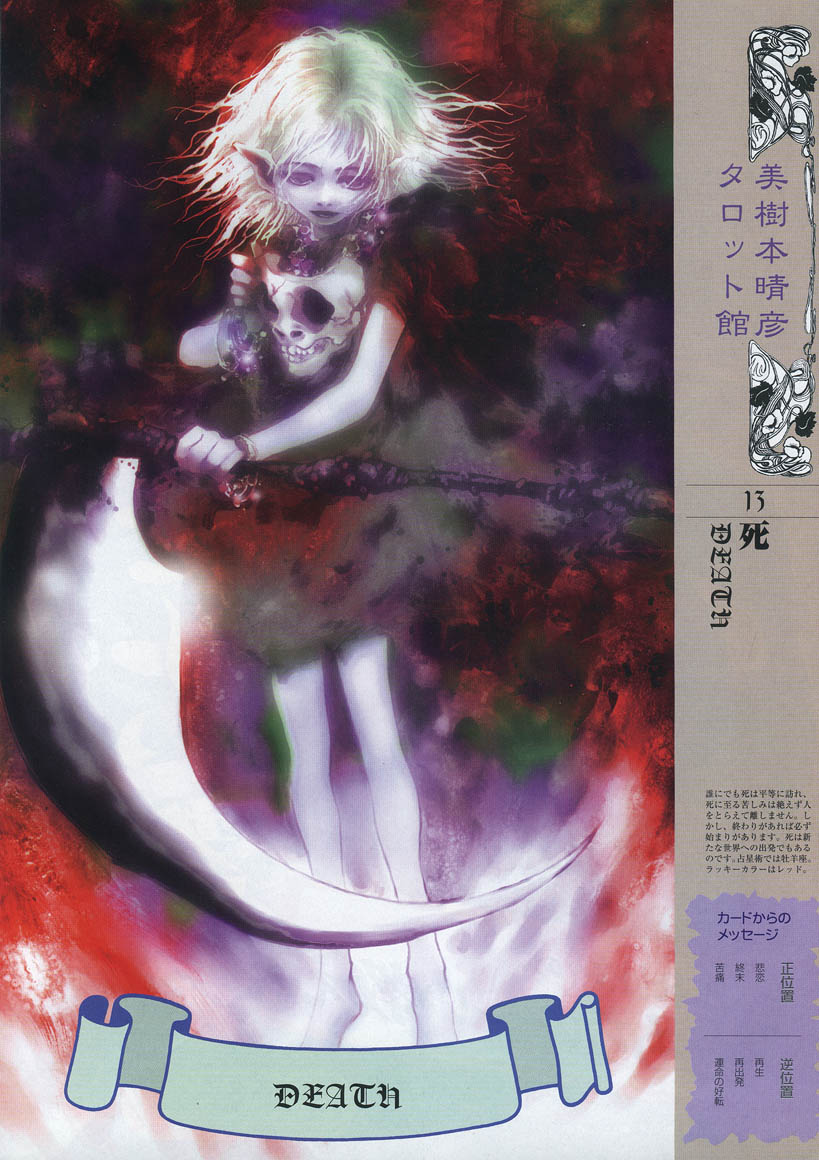 美樹本晴彦
タロット館
13
死
DEATH
誰にでも死は平等に訪れ、
死に至る苦しみは絶えず人
をとらえて離しません。し
かし、終わりがあれば必ず
始まりがあります。死は新
たな世界への出発でもある
のです。占星術では牡羊座。
ラッキーカラーはレッド。
カードからの
メッセージ
正位置
悲恋
終末
苦痛
逆位置
再生
再出発
運命の好転
DEATH